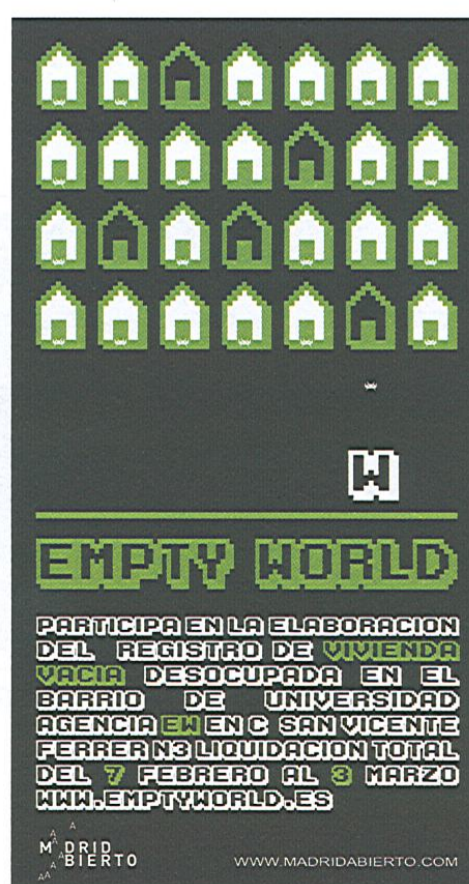 W
EMPTY WORLD
PARTICIPA EN LA ELABORACION
DEL REGISTRO DE VIVIENDA
VACIA DESOCUPADA EN EL
BARRIO DE UNIVERSIDAD
AGENCIA EW EN C SAN VICENTE
FERRER N3 LIQUIDACION TOTAL
DEL 7 FEBRERO AL 3 MARZO
WWW.EMPTYWORLD.ES
MADRID
ABIERTO
WWW.MADRIDABIERTO.COM